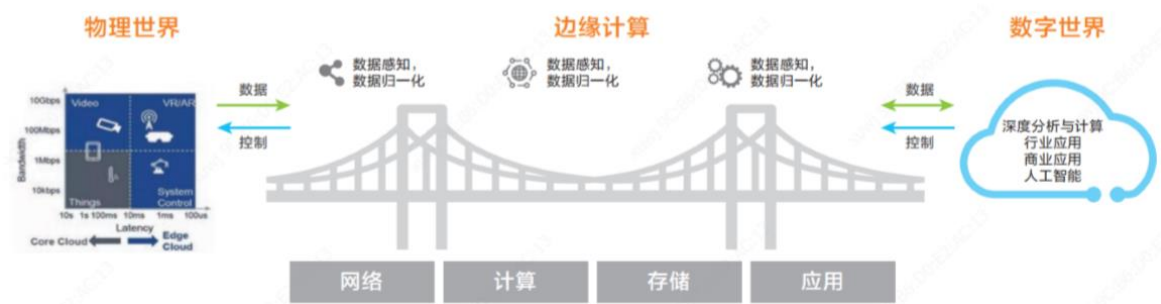 物理世界
边缘计算
数字世界
数据感知，
数据归一化
数据感知，
数据归一化
数据感知，
数据归一化
数据
控制
数据
控制
10Gbps
100Mbps
1Mbps
10kbps
Bandwidth
Video
VR/AR
Things
System
Control
10s 1s 100ms 10ms 1ms 100us
Latency
Core Cloud
Edge
Cloud
深度分析与计算
行业应用
商业应用
人工智能
网络
计算
存储
应用